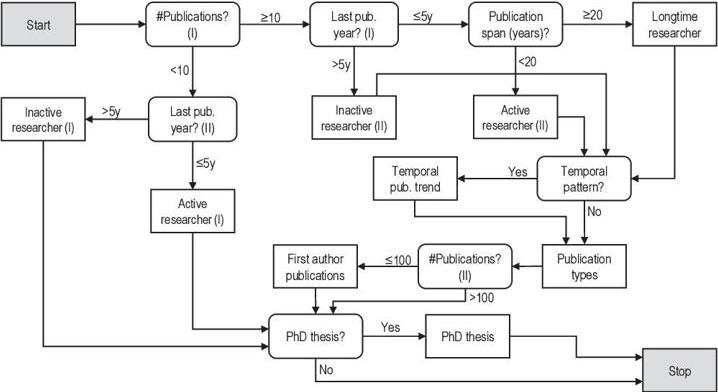 Start
#Publications?
(I)
≥10
Last pub.
year? (I)
≤5y
Publication
span (years)?
≥20
Longtime
researcher
<10
>5y
<20
Inactive
researcher (I)
>5y
Last pub.
year? (II)
Inactive
researcher (II)
Active
researcher (II)
≤5y
Temporal
pub. trend
Yes
Temporal
pattern?
Active
researcher (I)
No
First author
publications
≤100
#Publications?
(II)
Publication
types
>100
PhD thesis?
Yes
PhD thesis
No
Stop